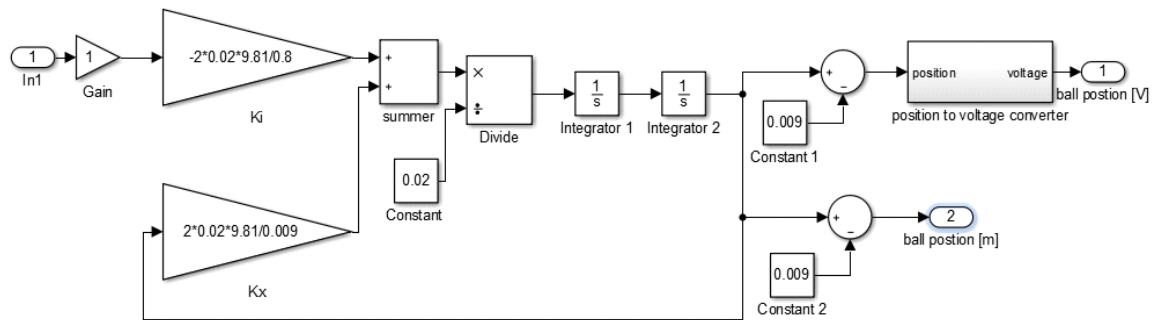 1
In1
1
Gain
-2*0.02*9.81/0.8
Ki
+
+
summer
×
÷
Divide
0.02
Constant
1
s
Integrator 1
1
s
Integrator 2
+
−
0.009
Constant 1
position voltage
position to voltage converter
1
ball postion [V]
2*0.02*9.81/0.009
Kx
+
−
0.009
Constant 2
2
ball postion [m]